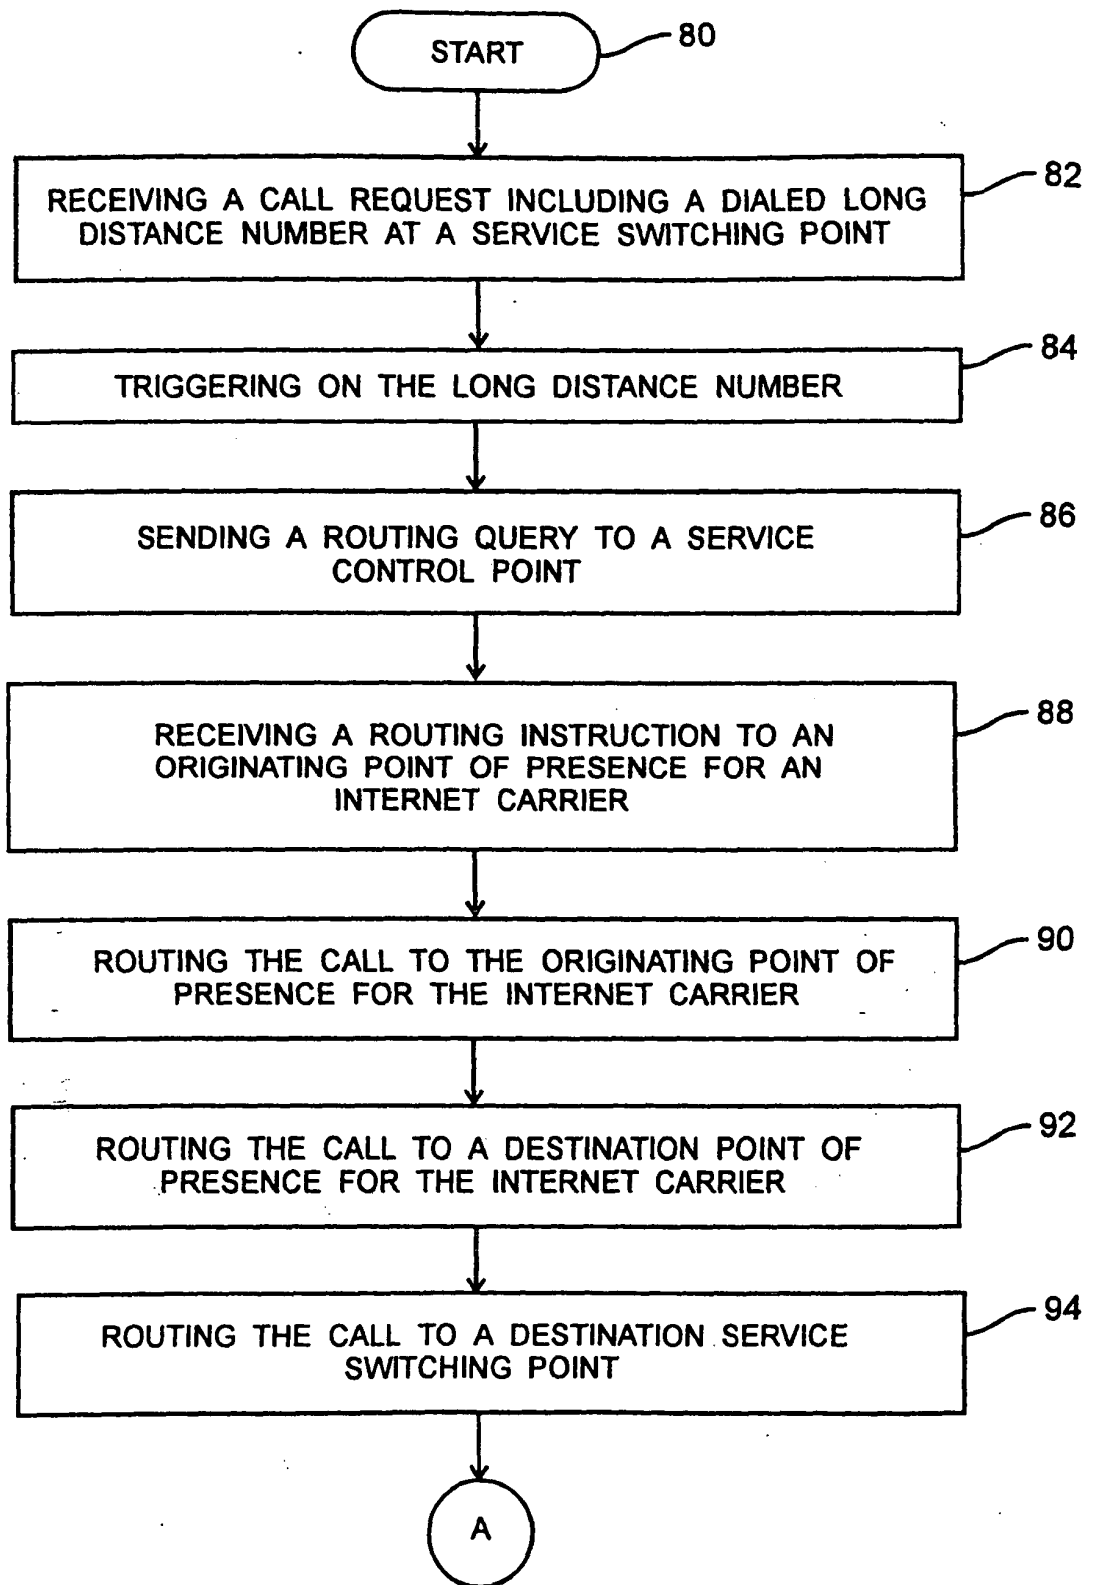 START
80
RECEIVING A CALL REQUEST INCLUDING A DIALED LONG
DISTANCE NUMBER AT A SERVICE SWITCHING POINT
82
TRIGGERING ON THE LONG DISTANCE NUMBER
84
SENDING A ROUTING QUERY TO A SERVICE
CONTROL POINT
86
RECEIVING A ROUTING INSTRUCTION TO AN
ORIGINATING POINT OF PRESENCE FOR AN
INTERNET CARRIER
88
ROUTING THE CALL TO THE ORIGINATING POINT OF
PRESENCE FOR THE INTERNET CARRIER
90
ROUTING THE CALL TO A DESTINATION POINT OF
PRESENCE FOR THE INTERNET CARRIER
92
ROUTING THE CALL TO A DESTINATION SERVICE
SWITCHING POINT
94
A